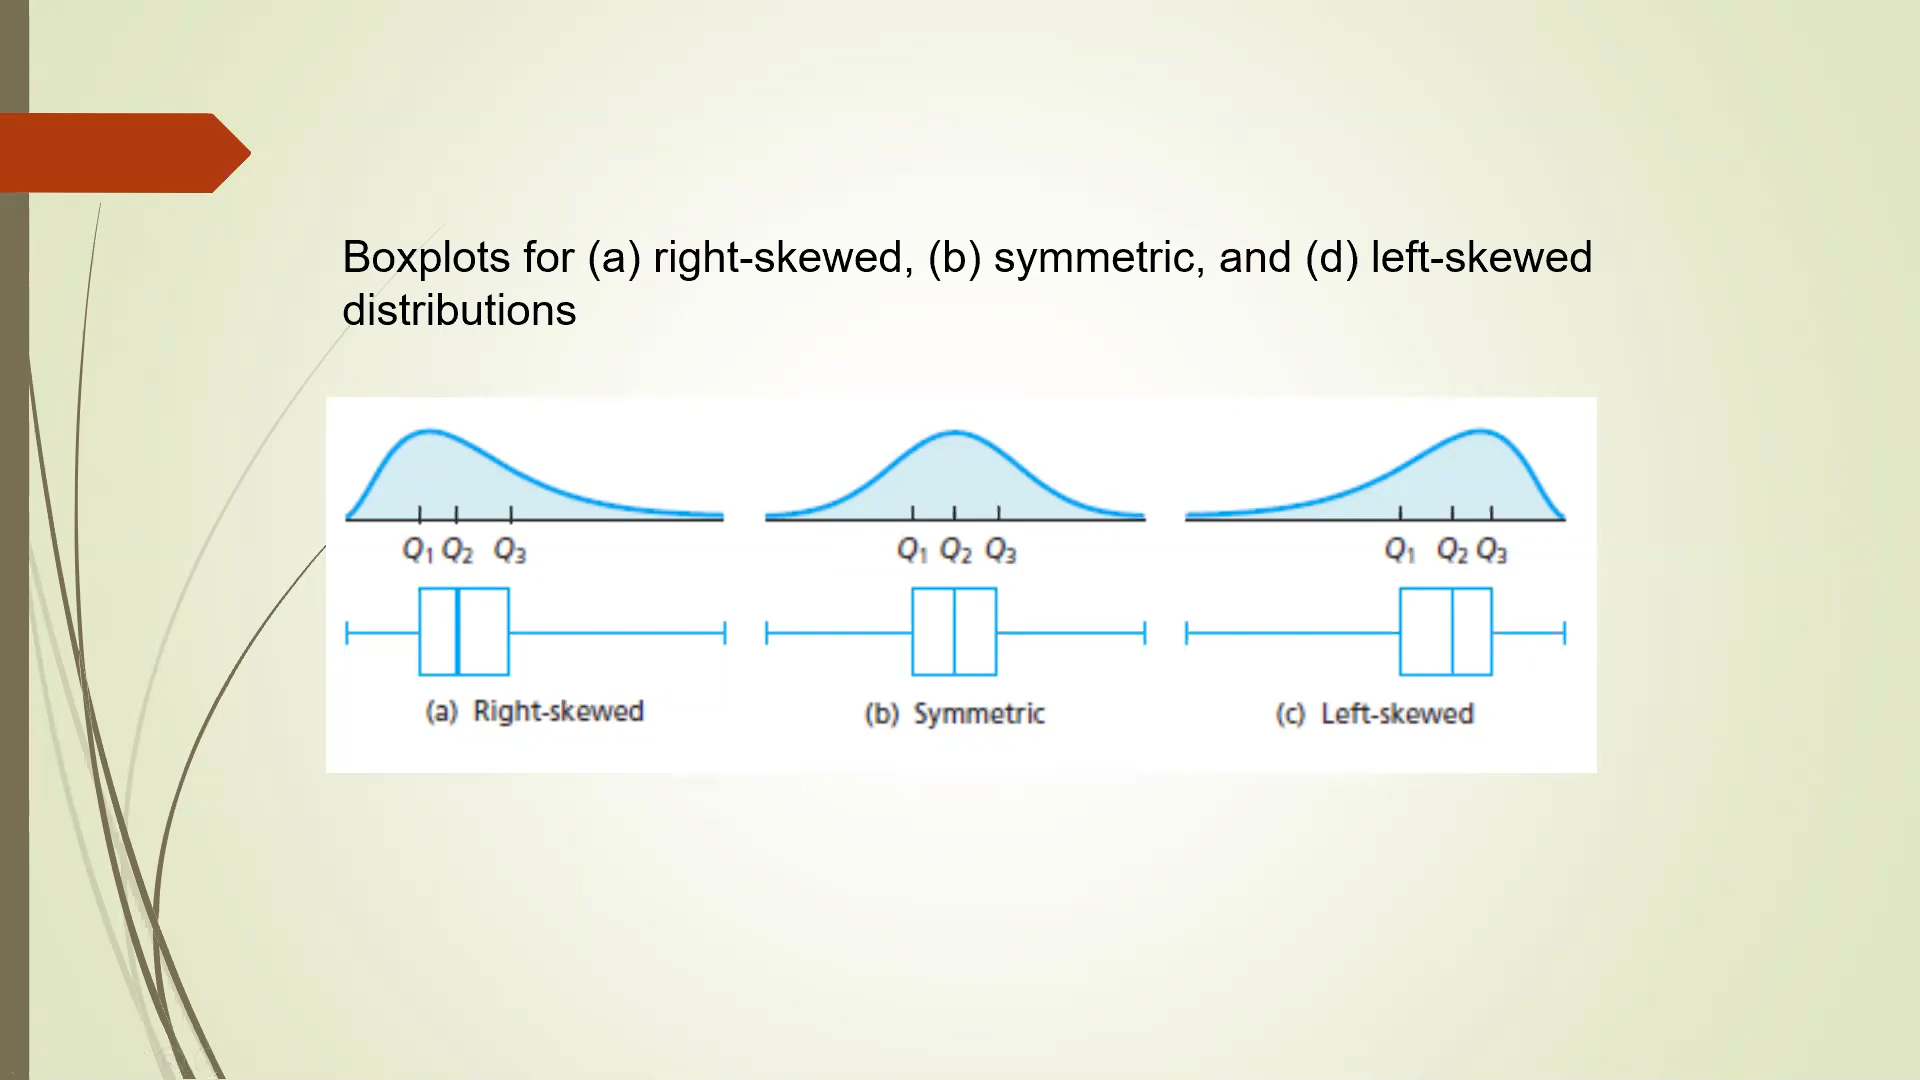 Boxplots for (a) right-skewed, (b) symmetric, and (d) left-skewed
distributions
Q1 Q2 Q3
Q1 Q2 Q3
Q1 Q2 Q3
(a) Right-skewed
(b) Symmetric
(c) Left-skewed